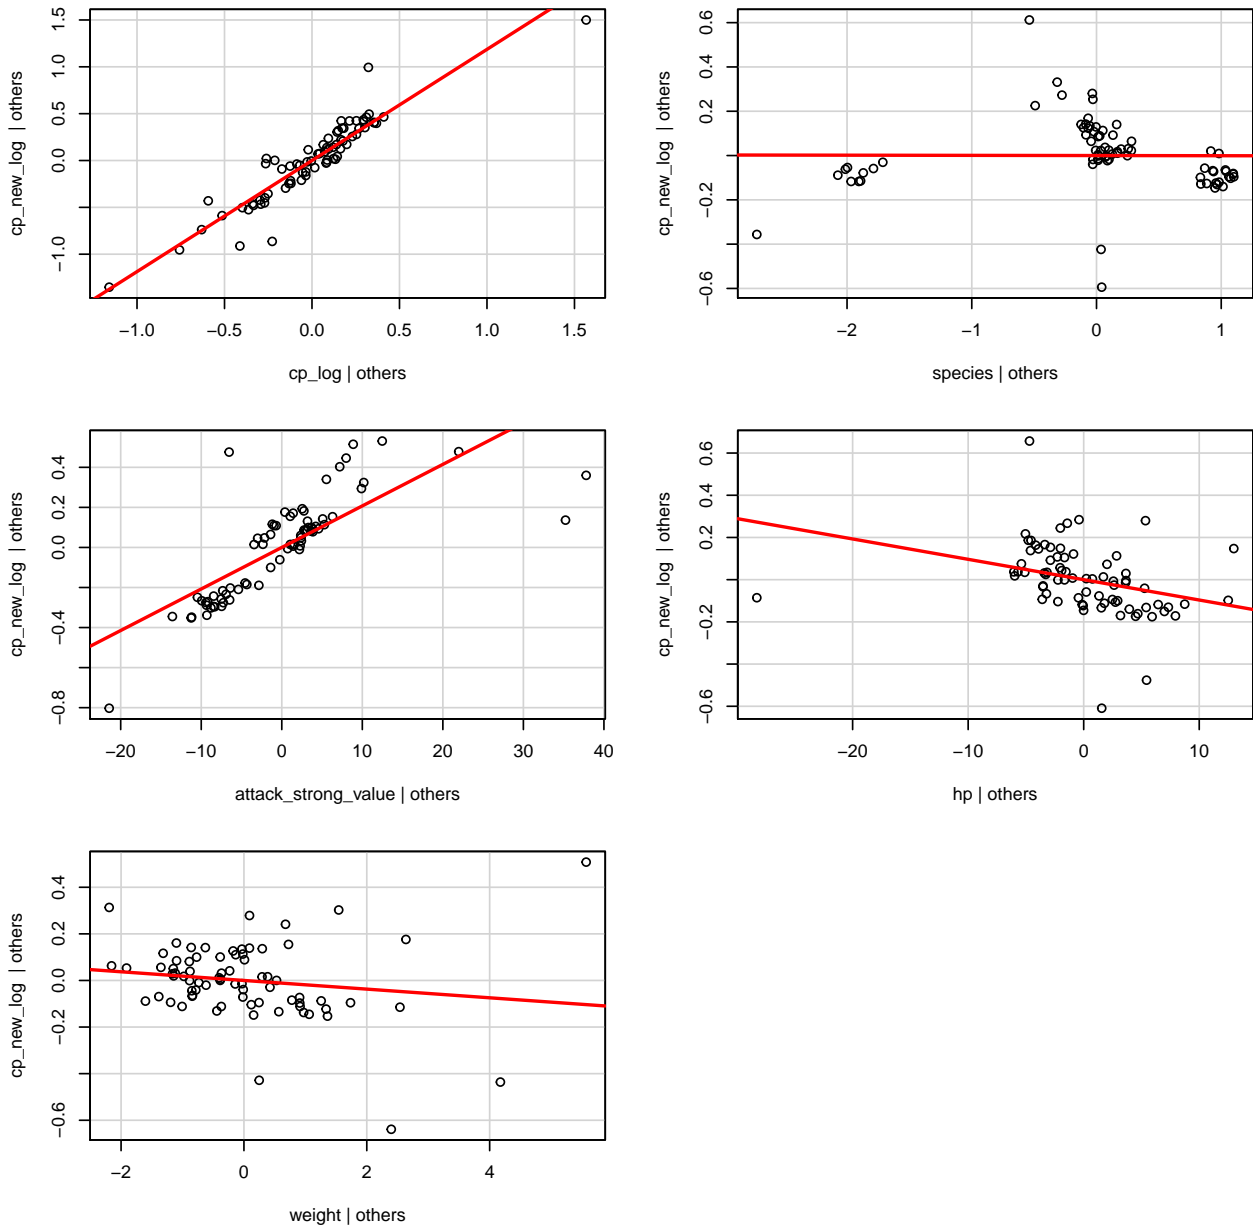 1.5
1.0
0.5
0.0
−1.0
cp_new_log | others
−1.0 −0.5 0.0 0.5 1.0 1.5
cp_log | others
0.6
0.4
0.2
−0.2
−0.6
cp_new_log | others
−2 −1 0 1
species | others
0.4
0.2
0.0
−0.4
−0.8
cp_new_log | others
−20 −10 0 10 20 30 40
attack_strong_value | others
0.6
0.4
0.2
−0.2
−0.6
cp_new_log | others
−20 −10 0 10
hp | others
0.4
0.2
0.0
−0.2
−0.6
cp_new_log | others
−2 0 2 4
weight | others